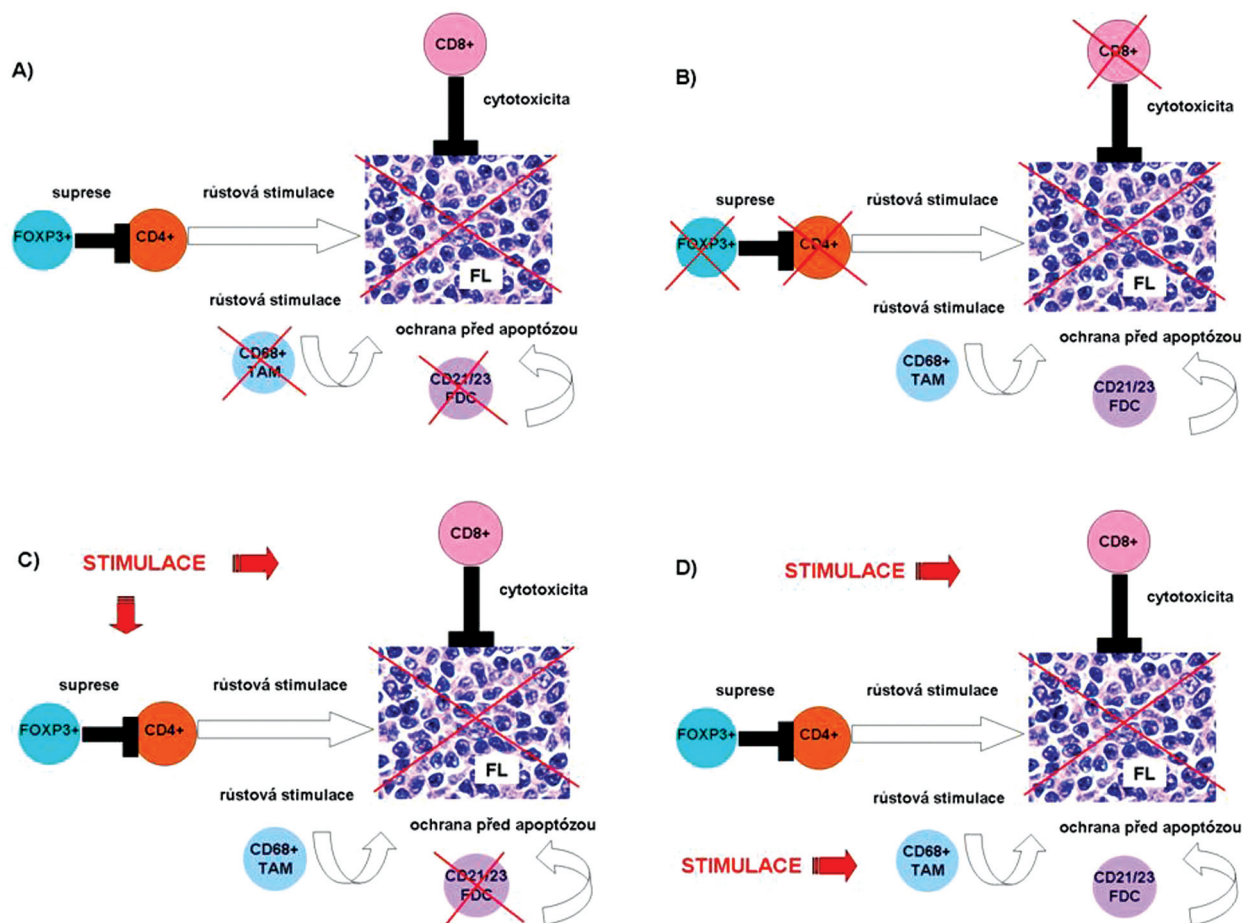 A)
CD8+
cytotoxicita
suprese
růstová stimulace
FOXP3+
CD4+
FL
růstová stimulace
CD68+
TAM
ochrana před apoptózou
CD21/23
FDC
B)
CD8+
cytotoxicita
suprese
růstová stimulace
FOXP3+
CD4+
FL
růstová stimulace
CD68+
TAM
ochrana před apoptózou
CD21/23
FDC
C)
STIMULACE
CD8+
cytotoxicita
suprese
růstová stimulace
FOXP3+
CD4+
FL
růstová stimulace
CD68+
TAM
ochrana před apoptózou
CD21/23
FDC
D)
STIMULACE
CD8+
cytotoxicita
suprese
růstová stimulace
FOXP3+
CD4+
FL
růstová stimulace
STIMULACE
CD68+
TAM
ochrana před apoptózou
CD21/23
FDC